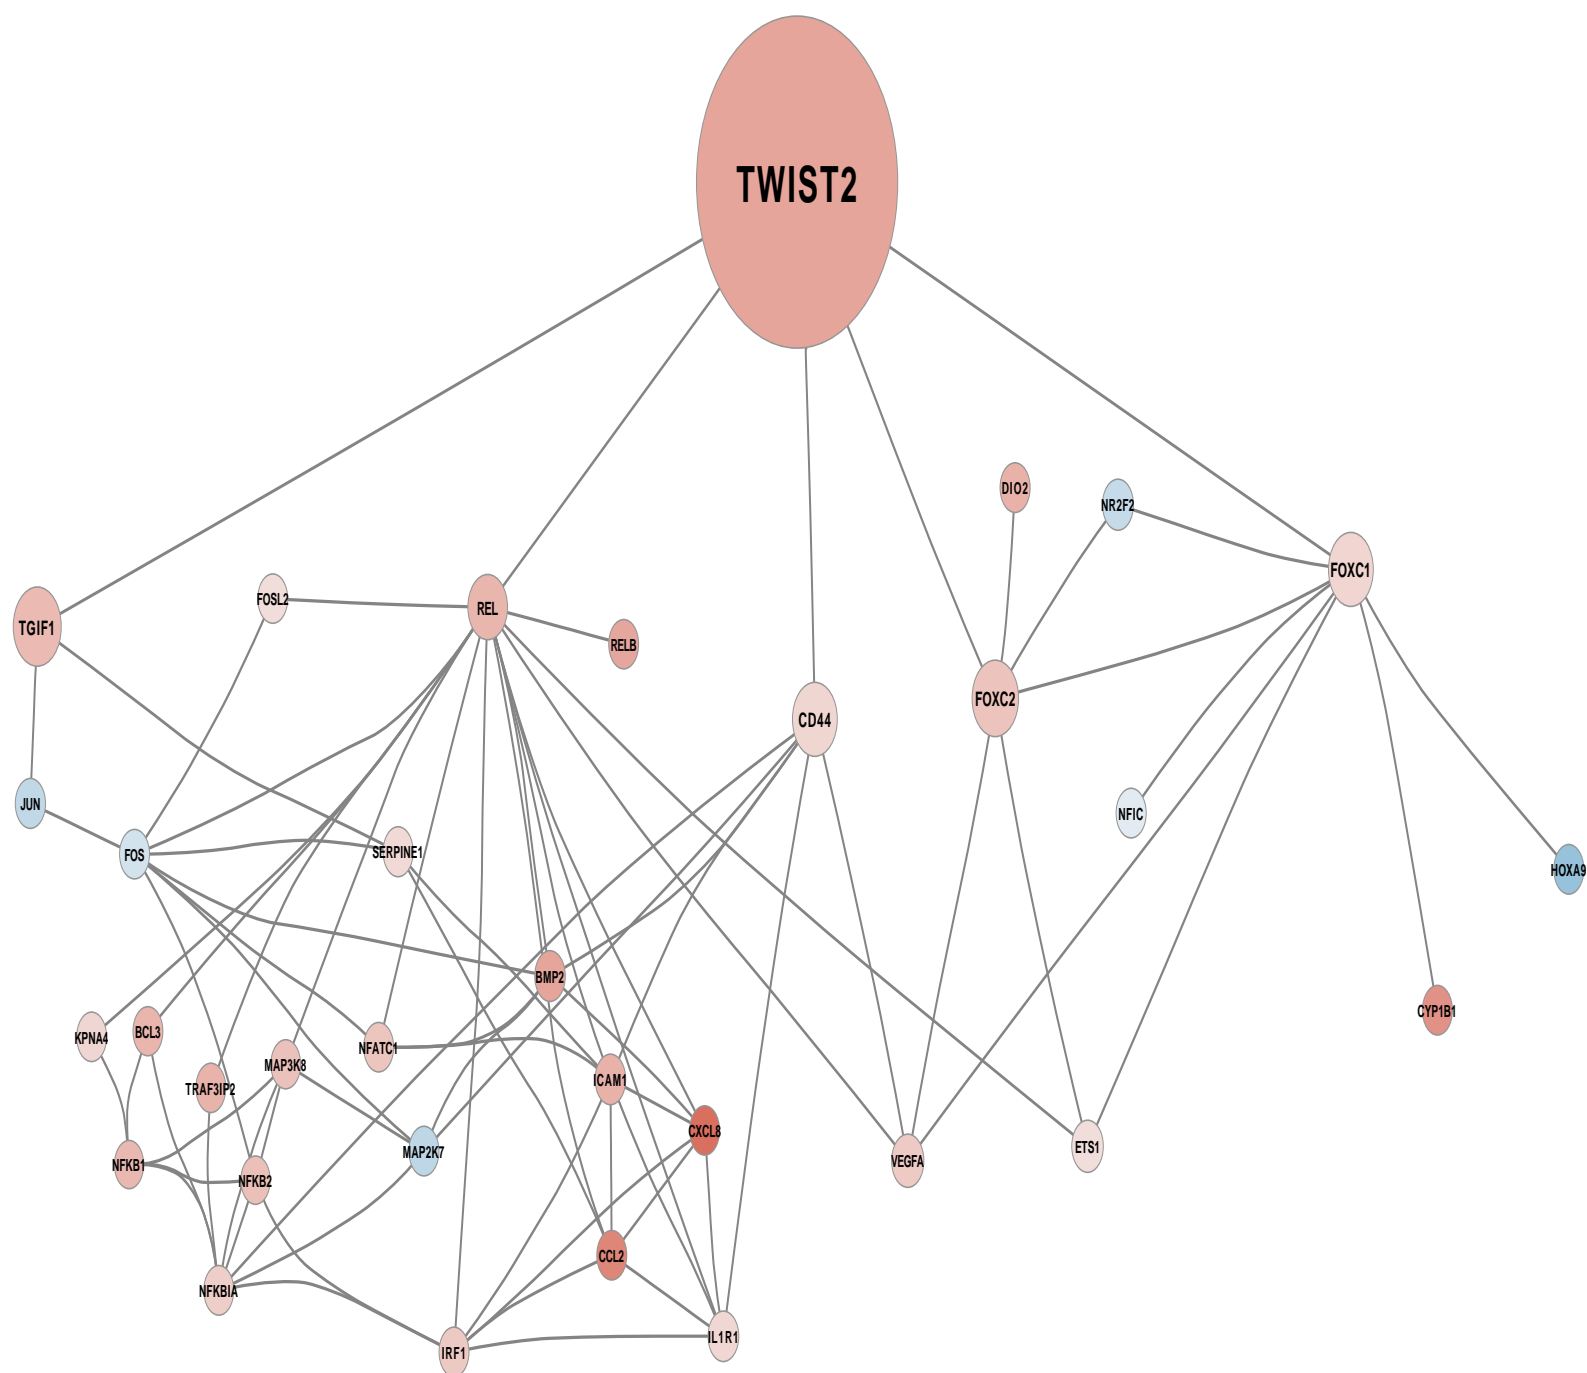 TWIST2
DIO2
NR2F2
FOXC1
FOSL2
REL
TGIF1
RELB
FOXC2
CD44
JUN
NFIC
FOS
SERPINE1
HOXA9
BMP2
CYP1B1
BCL3
KPNA4
NFATC1
MAP3K8
ICAM1
TRAF3IP2
CXCL8
ETS1
MAP2K7
VEGFA
NFKB1
NFKB2
CCL2
NFKBIA
IL1R1
IRF1